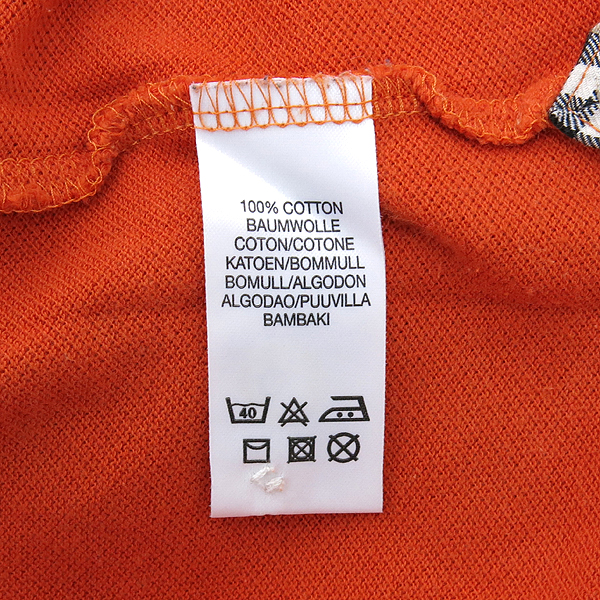 100% COTTON
BAUMWOLLE
COTON/COTONE
KATOEN/BOMMULL
BOMULL/ALGODON
ALGODAO/PUUVILLA
BAMBAKI
40